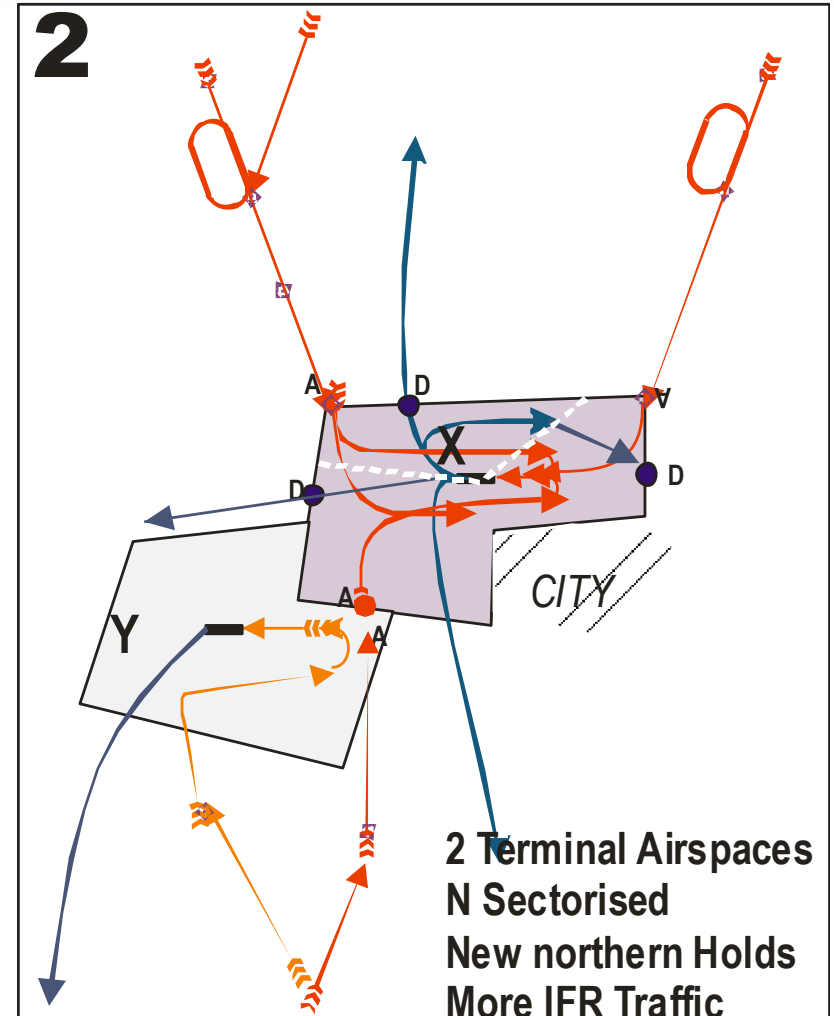 2
A
D
A
X
D
D
CITY
A
Y
A
2 Terminal Airspaces
N Sectorised
New northern Holds
More IFR Traffic